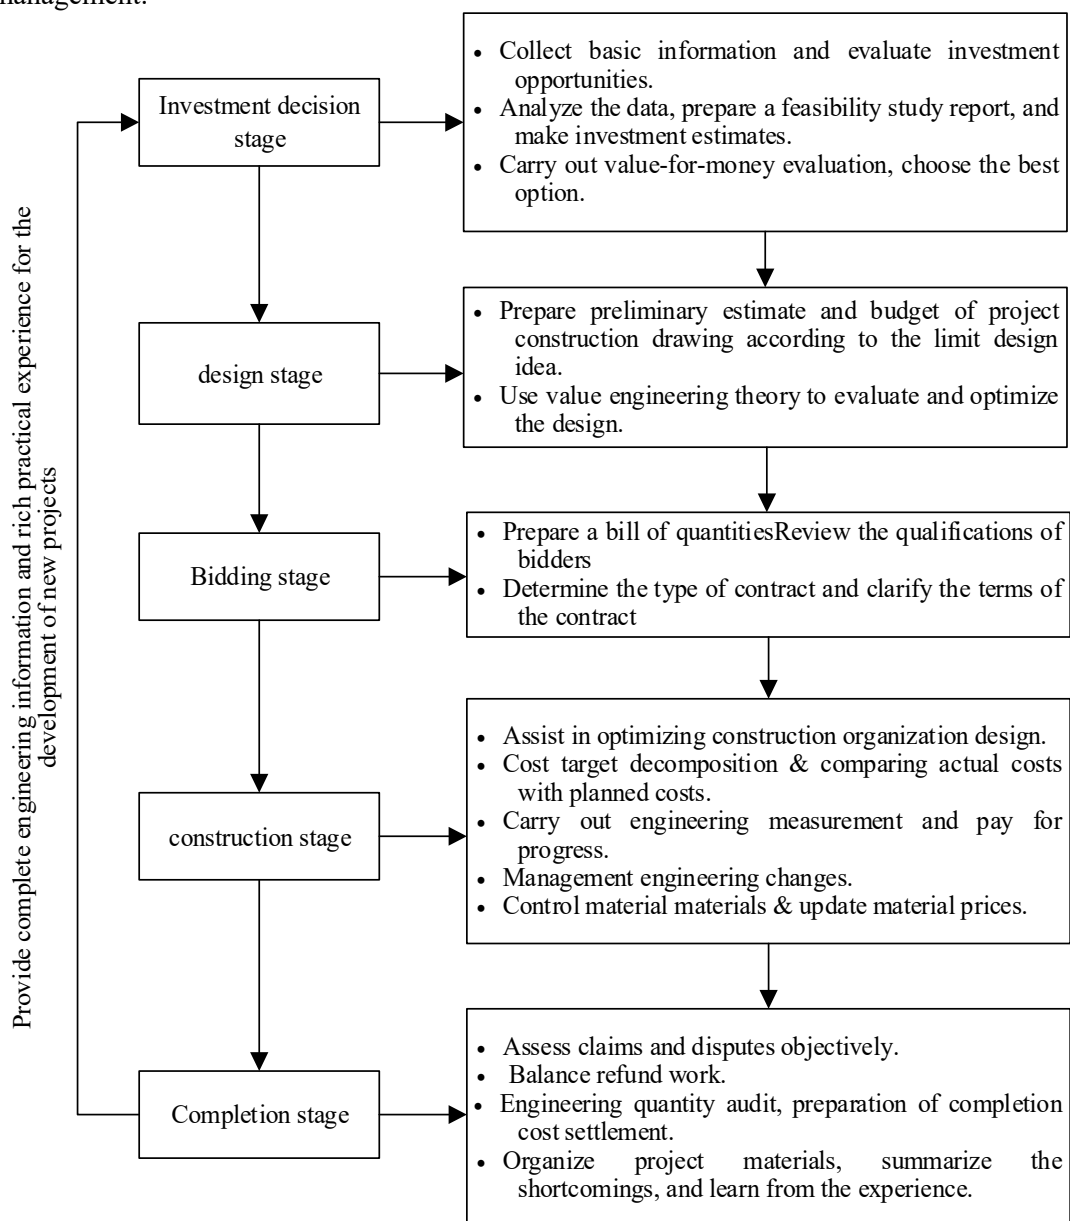 management.
Investment decision
stage
• Collect basic information and evaluate investment
opportunities.
• Analyze the data, prepare a feasibility study report, and
make investment estimates.
• Carry out value-for-money evaluation, choose the best
option.
design stage
• Prepare preliminary estimate and budget of project
construction drawing according to the limit design
idea.
• Use value engineering theory to evaluate and optimize
the design.
Bidding stage
• Prepare a bill of quantitiesReview the qualifications of
bidders
• Determine the type of contract and clarify the terms of
the contract
construction stage
• Assist in optimizing construction organization design.
• Cost target decomposition & comparing actual costs
with planned costs.
• Carry out engineering measurement and pay for
progress.
• Management engineering changes.
• Control material materials & update material prices.
Completion stage
• Assess claims and disputes objectively.
• Balance refund work.
• Engineering quantity audit, preparation of completion
cost settlement.
• Organize project materials, summarize the
shortcomings, and learn from the experience.
Provide complete engineering information and rich practical experience for the
development of new projects